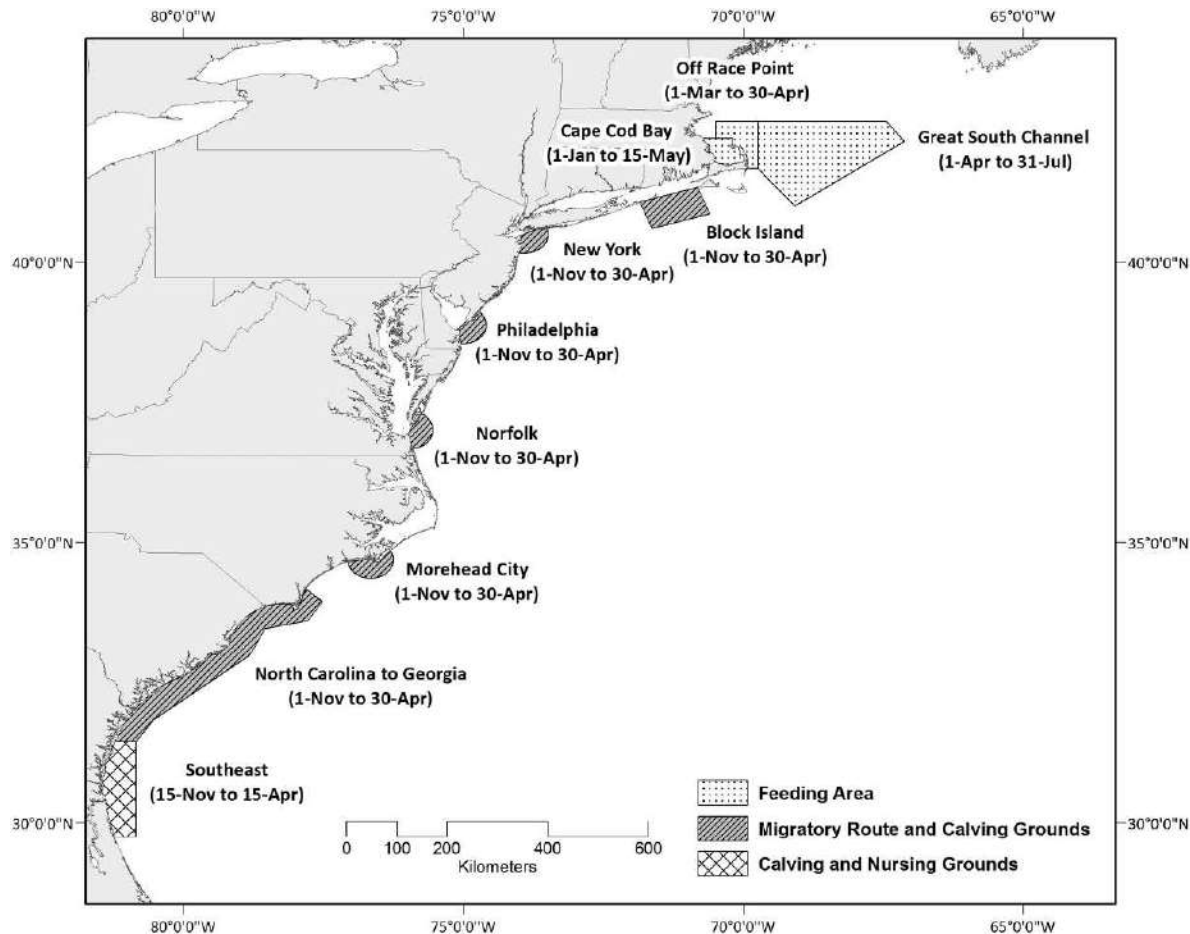 80°0'0"W 75°0'0"W 70°0'0"W 65°0'0"W
Off Race Point
(1-Mar to 30-Apr)
Cape Cod Bay
(1-Jan to 15-May)
Great South Channel
(1-Apr to 31-Jul)
Block Island
(1-Nov to 30-Apr)
New York
(1-Nov to 30-Apr)
40°0'0"N 40°0'0"N
Philadelphia
(1-Nov to 30-Apr)
Norfolk
(1-Nov to 30-Apr)
35°0'0"N 35°0'0"N
Morehead City
(1-Nov to 30-Apr)
North Carolina to Georgia
(1-Nov to 30-Apr)
Southeast
(15-Nov to 15-Apr)
30°0'0"N 30°0'0"N
0 100 200 400 600
Kilometers
Feeding Area
Migratory Route and Calving Grounds
Calving and Nursing Grounds
80°0'0"W 75°0'0"W 70°0'0"W 65°0'0"W